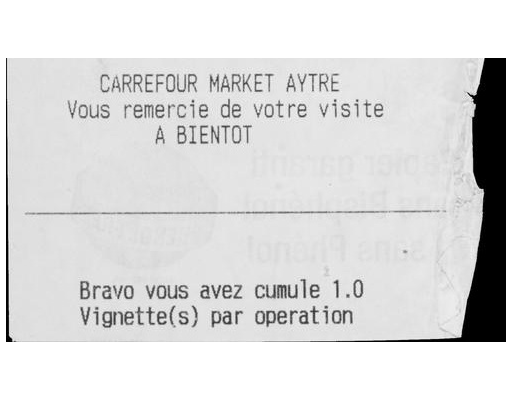 CARREFOUR MARKET AYTRE
Vous remercie de votre visite
A BIENTOT
Bravo vous avez cumule 1.0
Vignette(s) par operation